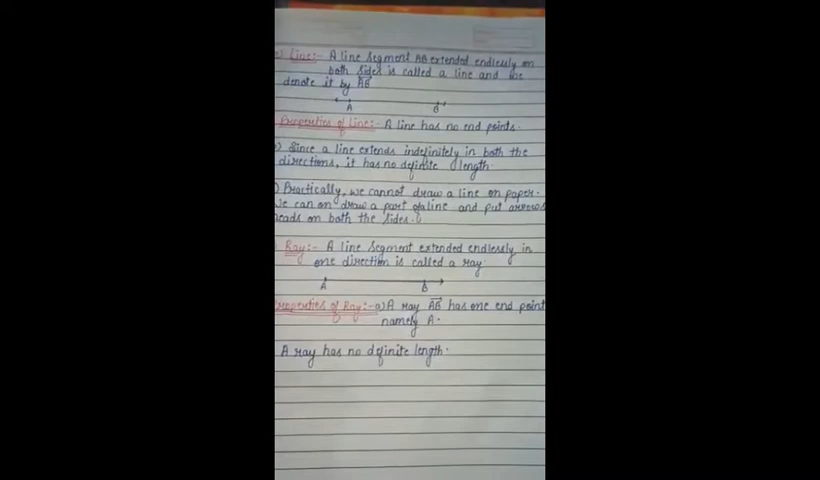 Line:- A line segment AB extended endlessly on
both sides is called a line and we
denote it by AB
A B
Properties of Line:- A line has no end points.
Since a line extends indefinitely in both the
directions, it has no definite length.
Practically, we cannot draw a line on paper.
We can on draw a part of a line and put arrows
heads on both the sides.
Ray:- A line segment extended endlessly in
one direction is called a ray.
A B
Properties of Ray:- a) A ray AB has one end point
namely A.
A ray has no definite length.